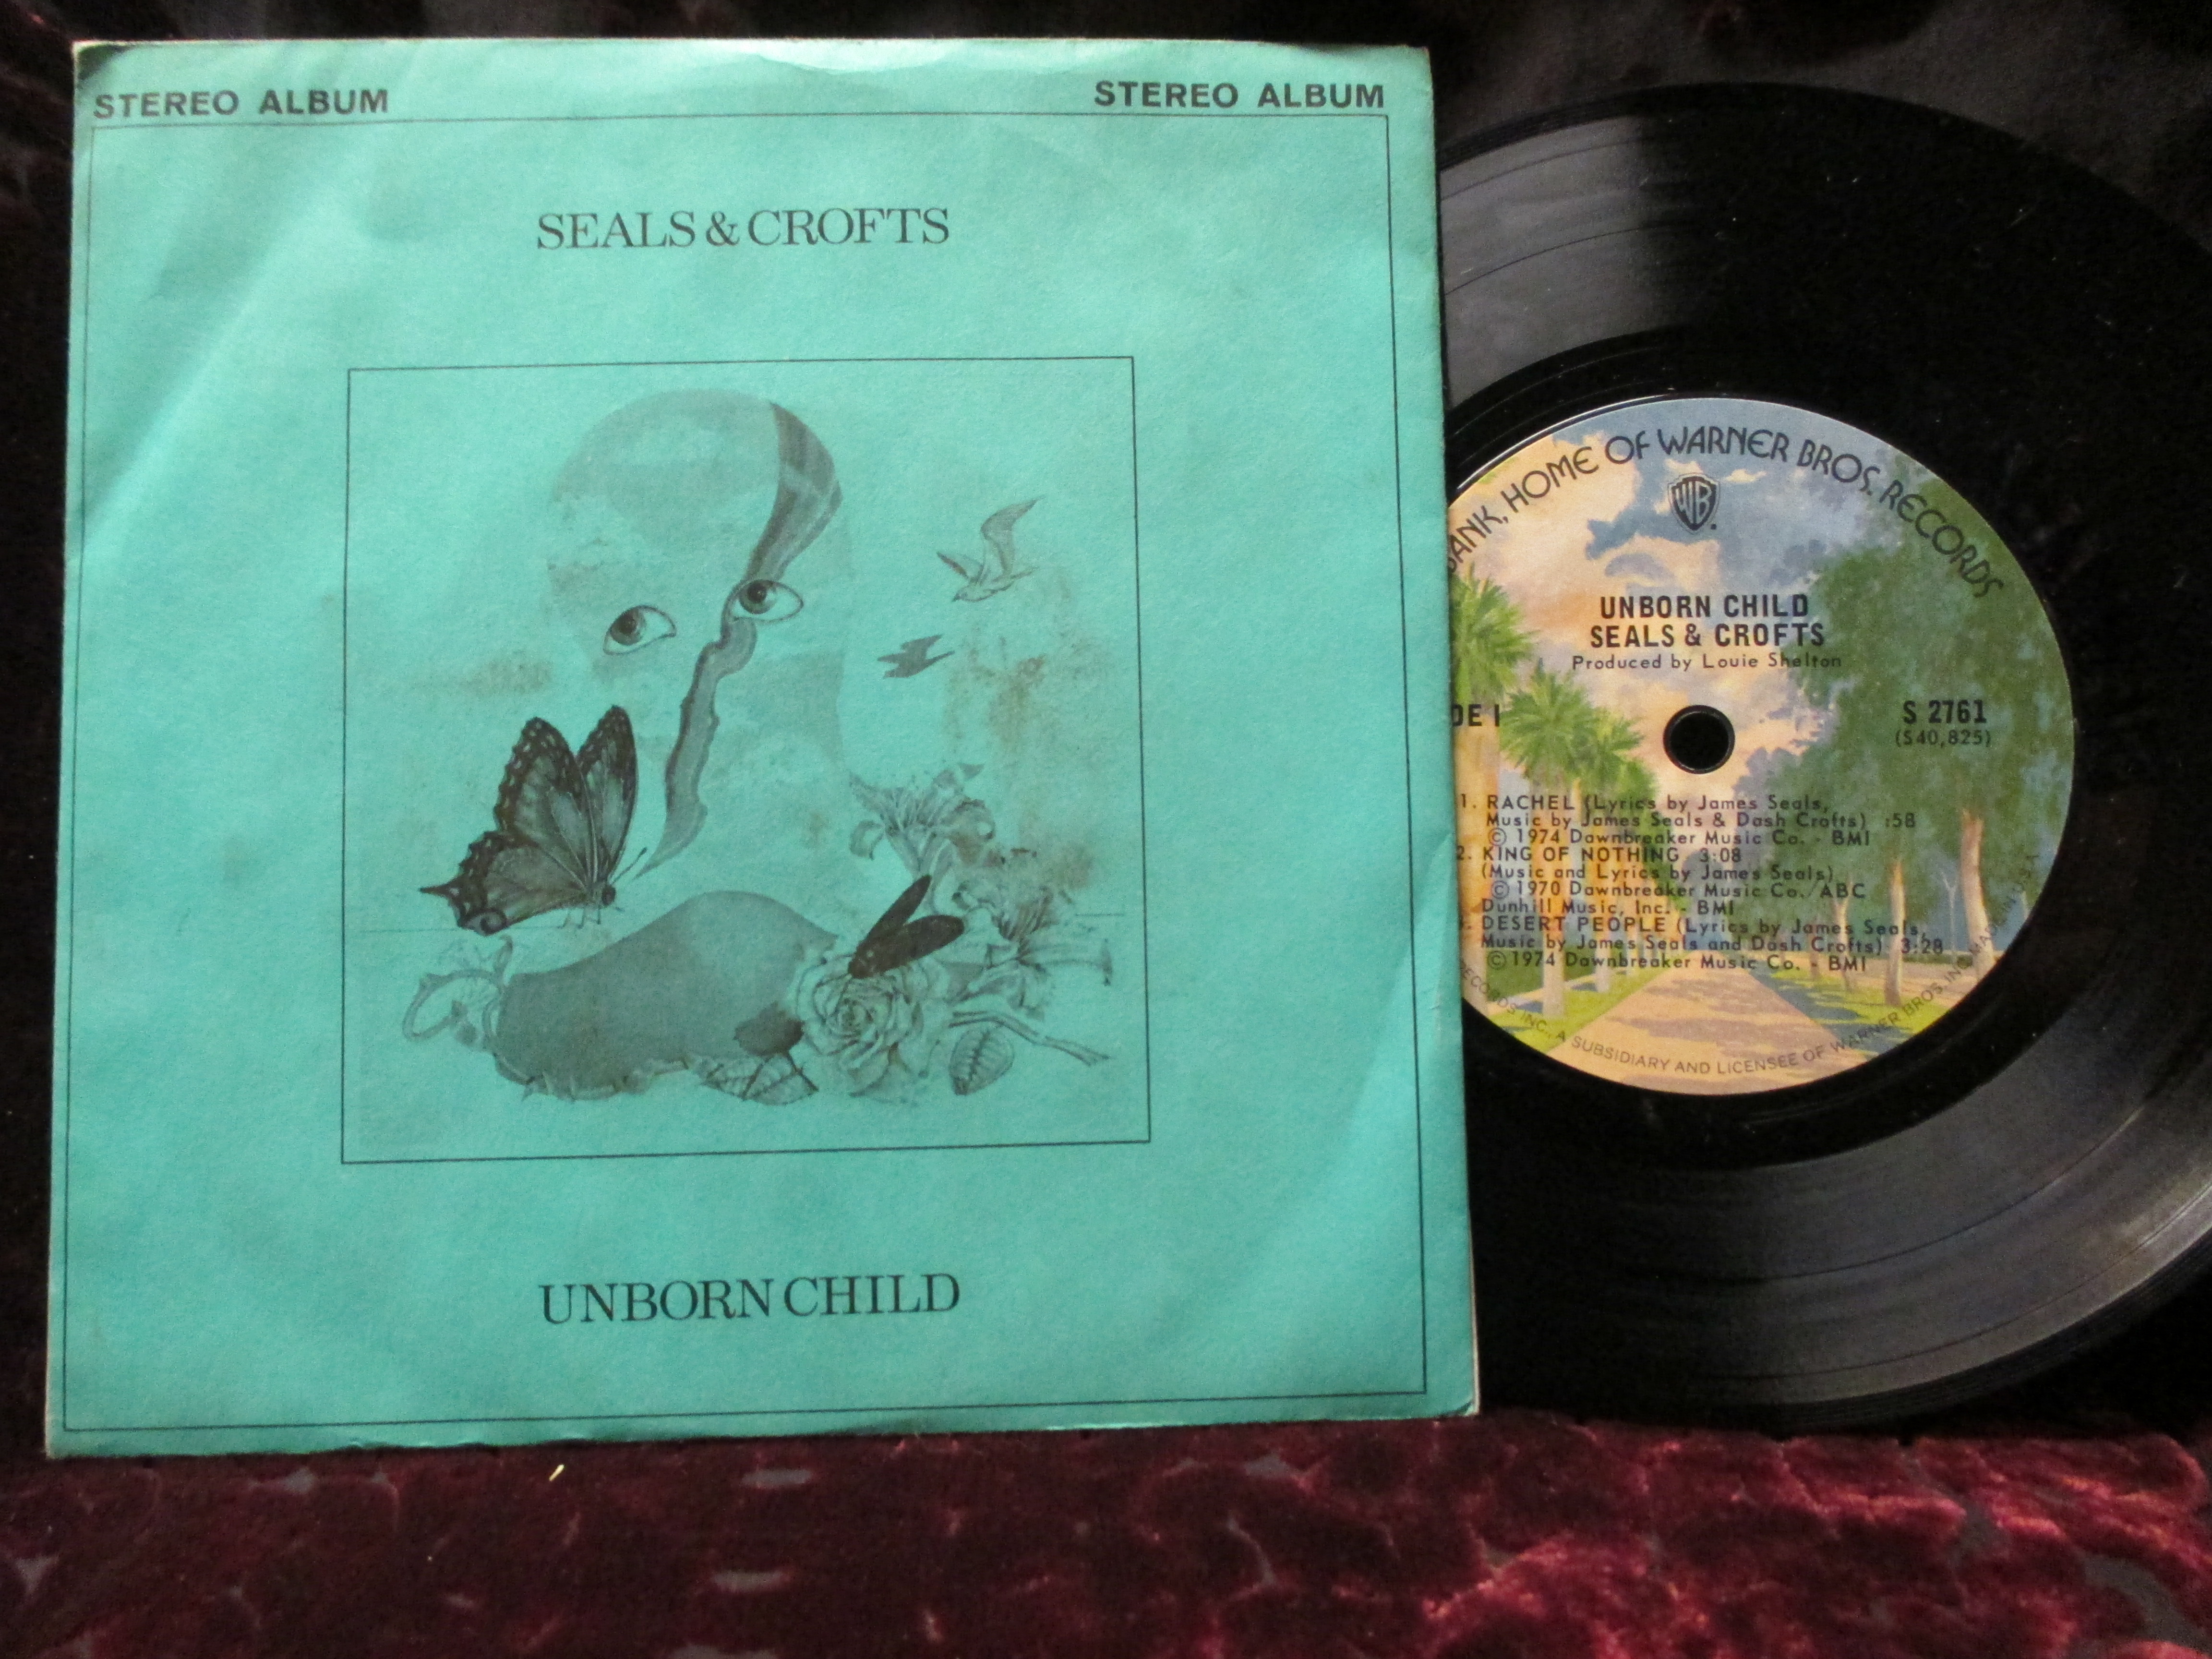 STEREO ALBUM
STEREO ALBUM
SEALS & CROFTS
UNBORN CHILD
HOME OF WARNER BROS. RECORDS
WB
UNBORN CHILD
SEALS & CROFTS
Produced by Louie Shelton
S 2761
(S40,825)
1. RACHEL (Lyrics by James Seals,
Music by James Seals & Dash Crofts) :58
© 1974 Dawnbreaker Music Co. - BMI
2. KING OF NOTHING 3:08
(Music and Lyrics by James Seals)
© 1970 Dawnbreaker Music Co./ABC
Dunhill Music, Inc. - BMI
DESERT PEOPLE (Lyrics by James Seals,
Music by James Seals and Dash Crofts) 3:28
© 1974 Dawnbreaker Music Co. - BMI
RECORDS INC., A SUBSIDIARY AND LICENSEE OF WARNER BROS. INC. MADE IN U.S.A.